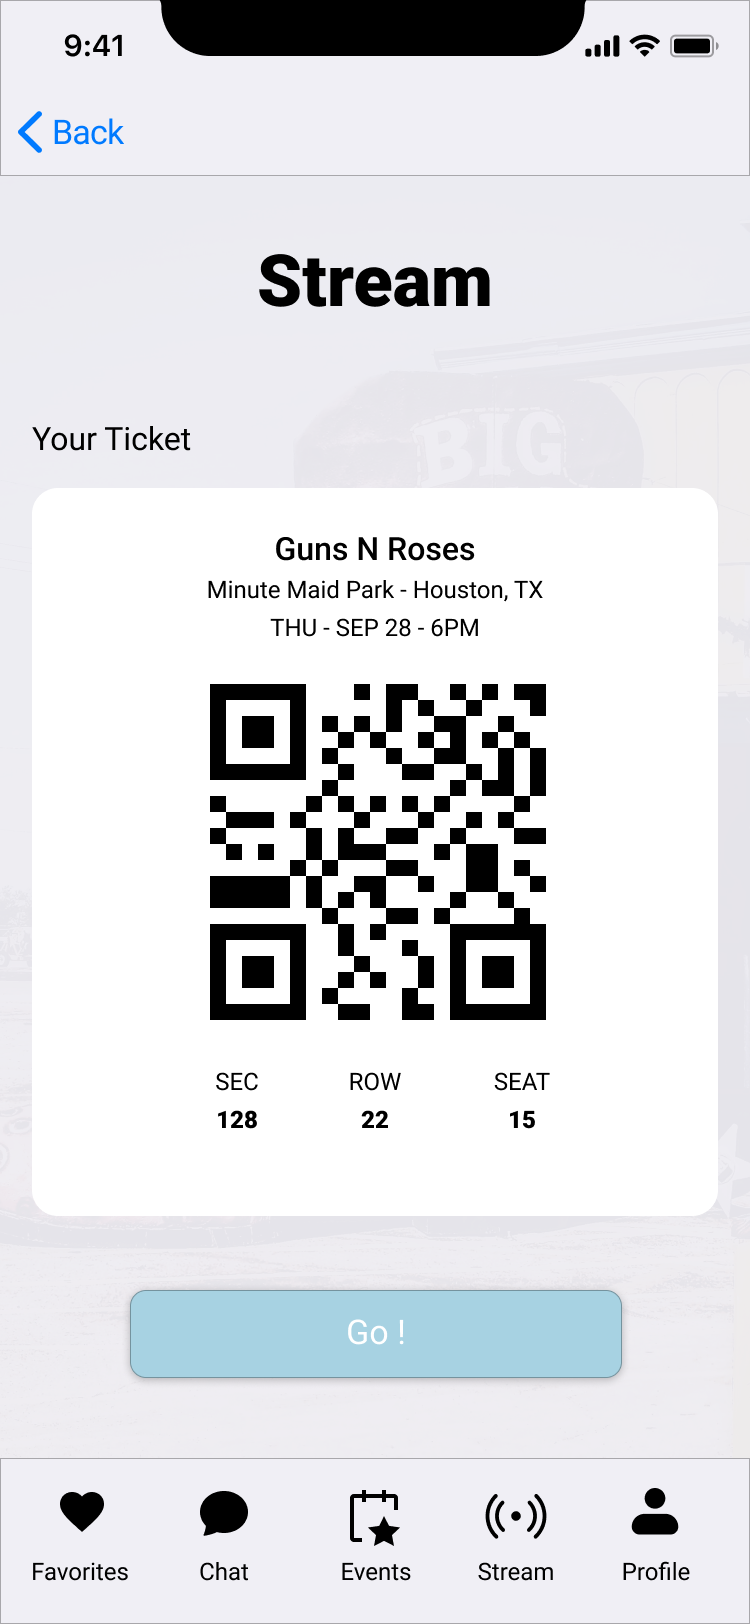 9:41
Back
Stream
BIG
Your Ticket
Guns N Roses
Minute Maid Park - Houston, TX
THU - SEP 28 - 6PM
SEC ROW SEAT
128 22 15
Go !
Favorites Chat Events Stream Profile